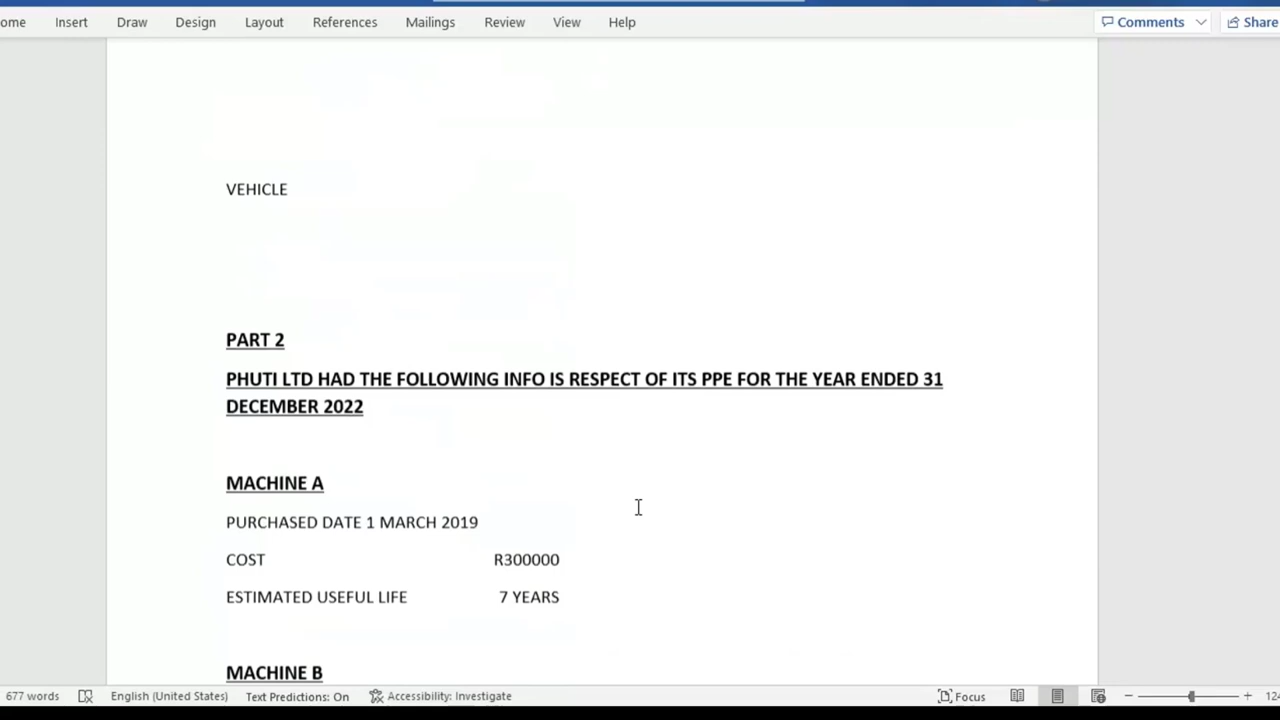 ome Insert Draw Design Layout References Mailings Review View Help Comments Share
VEHICLE
PART 2
PHUTI LTD HAD THE FOLLOWING INFO IS RESPECT OF ITS PPE FOR THE YEAR ENDED 31
DECEMBER 2022
MACHINE A
PURCHASED DATE 1 MARCH 2019
COST R300000
ESTIMATED USEFUL LIFE 7 YEARS
MACHINE B
677 words English (United States) Text Predictions: On Accessibility: Investigate Focus 124